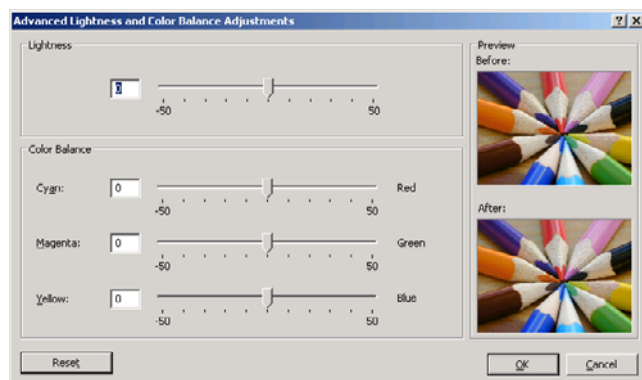 Advanced Lightness and Color Balance Adjustments
Lightness
0
-50 50
Color Balance
Cyan: 0 Red
-50 50
Magenta: 0 Green
-50 50
Yellow: 0 Blue
-50 50
Preview
Before:
After:
Reset
OK Cancel